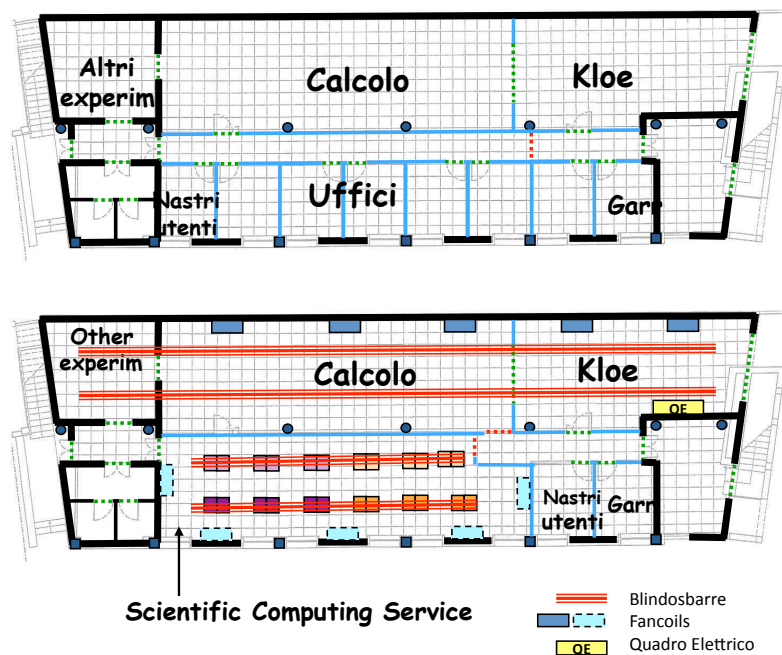 Altri
experim
Calcolo
Kloe
Nastri
utenti
Uffici
Garr
Other
experim
Calcolo
Kloe
QE
Nastri
utenti
Garr
Scientific Computing Service
Blindosbarre
Fancoils
QE
Quadro Elettrico